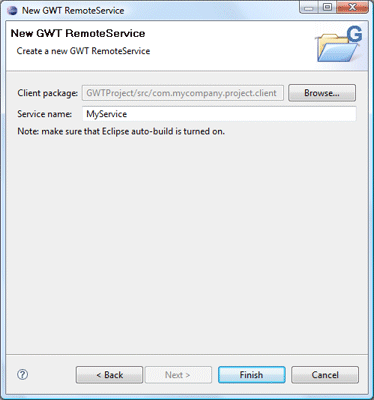 New GWT RemoteService
New GWT RemoteService
G
Create a new GWT RemoteService
Client package: GWTProject/src/com.mycompany.project.client Browse...
Service name: MyService
Note: make sure that Eclipse auto-build is turned on.
? < Back Next > Finish Cancel